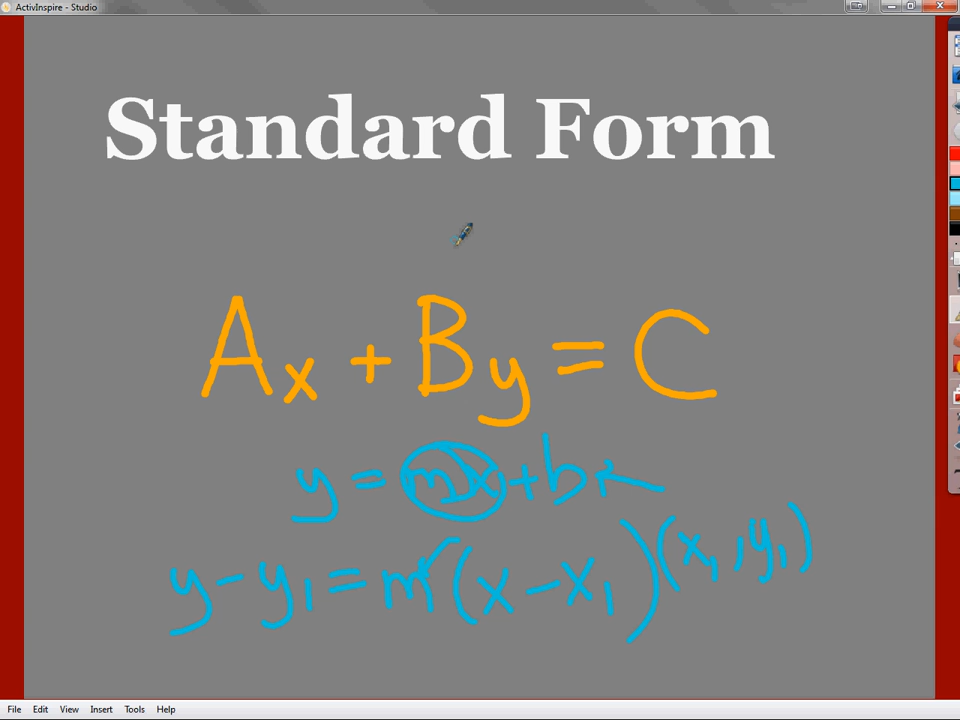 ActivInspire - Studio
Standard Form
Ax + By = C
y = mx + b
y - y₁ = m(x - x₁) (x₁, y₁)
File Edit View Insert Tools Help